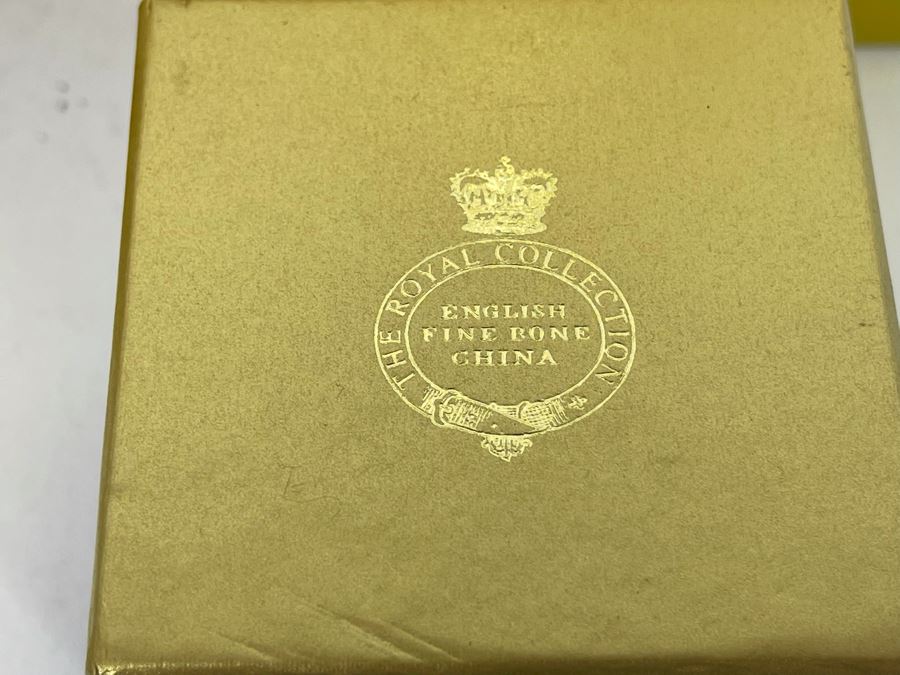 THE ROYAL COLLECTION
ENGLISH
FINE BONE
CHINA